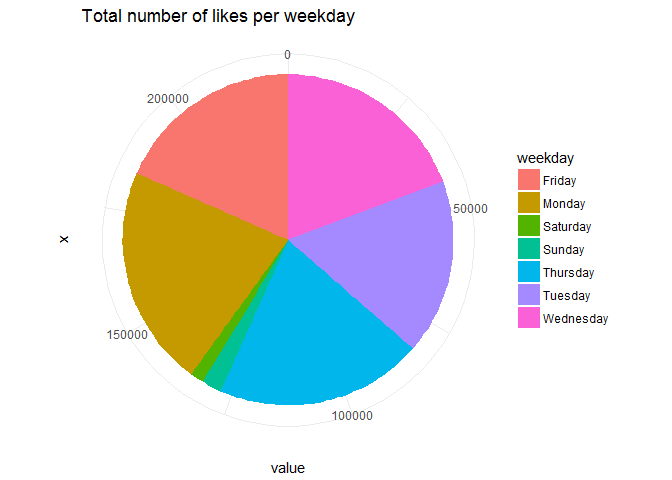 Total number of likes per weekday
0
200000
50000
150000
100000
x
value
weekday
Friday
Monday
Saturday
Sunday
Thursday
Tuesday
Wednesday